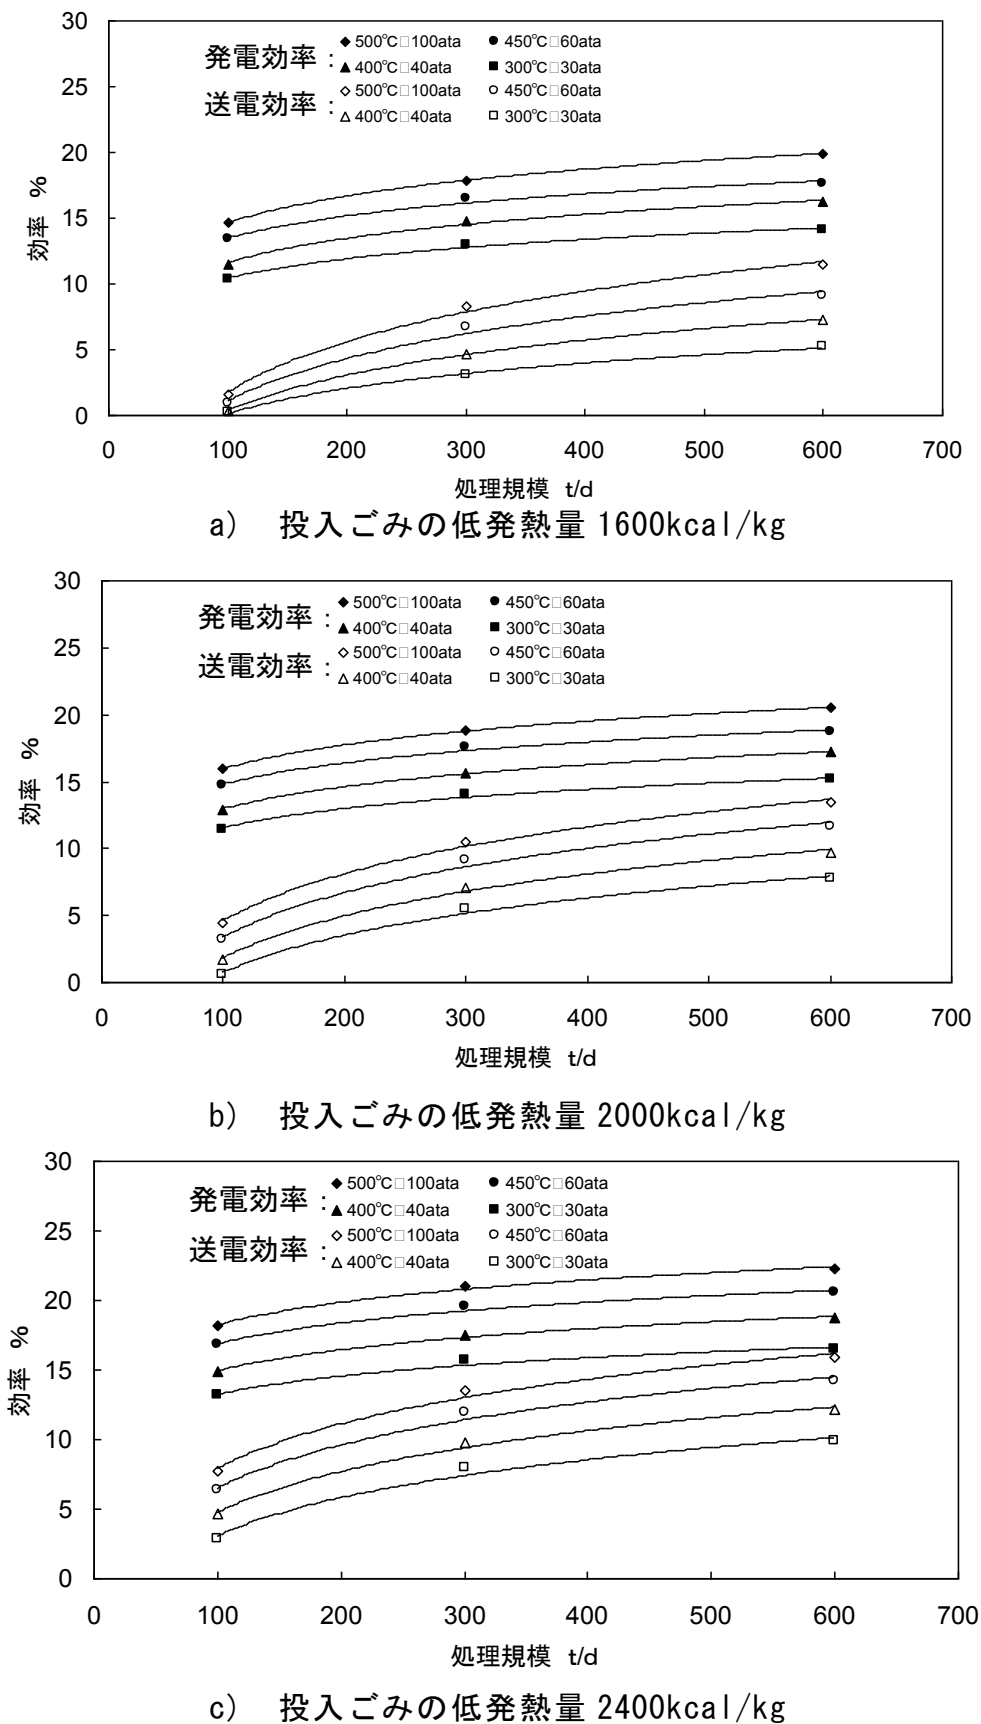 30
25
20
15
10
5
0
効率 %
発電効率 : ◆ 500℃□100ata ● 450℃□60ata
▲ 400℃□40ata ■ 300℃□30ata
送電効率 : ◇ 500℃□100ata ○ 450℃□60ata
△ 400℃□40ata □ 300℃□30ata
0 100 200 300 400 500 600 700
処理規模 t/d
a) 投入ごみの低発熱量 1600kcal/kg
30
25
20
15
10
5
0
効率 %
発電効率 : ◆ 500℃□100ata ● 450℃□60ata
▲ 400℃□40ata ■ 300℃□30ata
送電効率 : ◇ 500℃□100ata ○ 450℃□60ata
△ 400℃□40ata □ 300℃□30ata
0 100 200 300 400 500 600 700
処理規模 t/d
b) 投入ごみの低発熱量 2000kcal/kg
30
25
20
15
10
5
0
効率 %
発電効率 : ◆ 500℃□100ata ● 450℃□60ata
▲ 400℃□40ata ■ 300℃□30ata
送電効率 : ◇ 500℃□100ata ○ 450℃□60ata
△ 400℃□40ata □ 300℃□30ata
0 100 200 300 400 500 600 700
処理規模 t/d
c) 投入ごみの低発熱量 2400kcal/kg